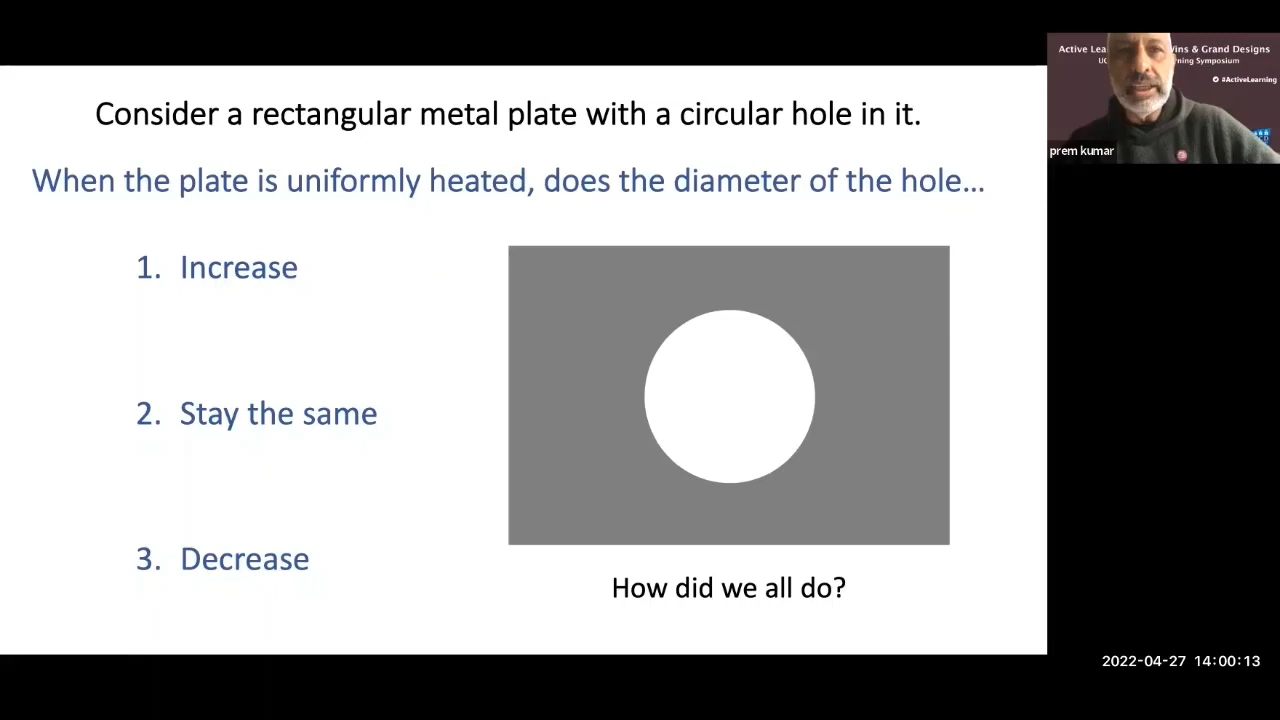 Consider a rectangular metal plate with a circular hole in it.
When the plate is uniformly heated, does the diameter of the hole…
1. Increase
2. Stay the same
3. Decrease
How did we all do?
Active Lea
ins & Grand Designs
rning Symposium
#ActiveLearning
prem kumar
2022-04-27 14:00:13